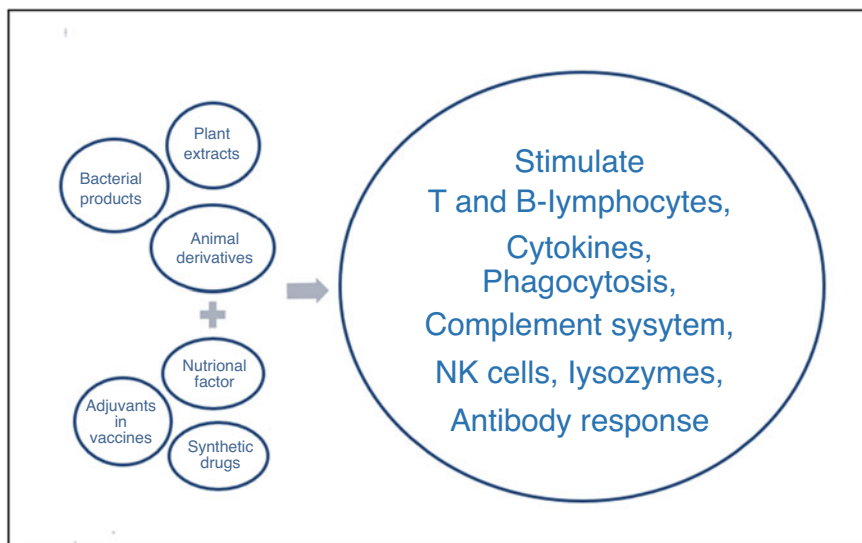 Plant
extracts
Bacterial
products
Animal
derivatives
Nutrional
factor
Adjuvants
in
vaccines
Synthetic
drugs
Stimulate
T and B-lymphocytes,
Cytokines,
Phagocytosis,
Complement sysytem,
NK cells, lysozymes,
Antibody response